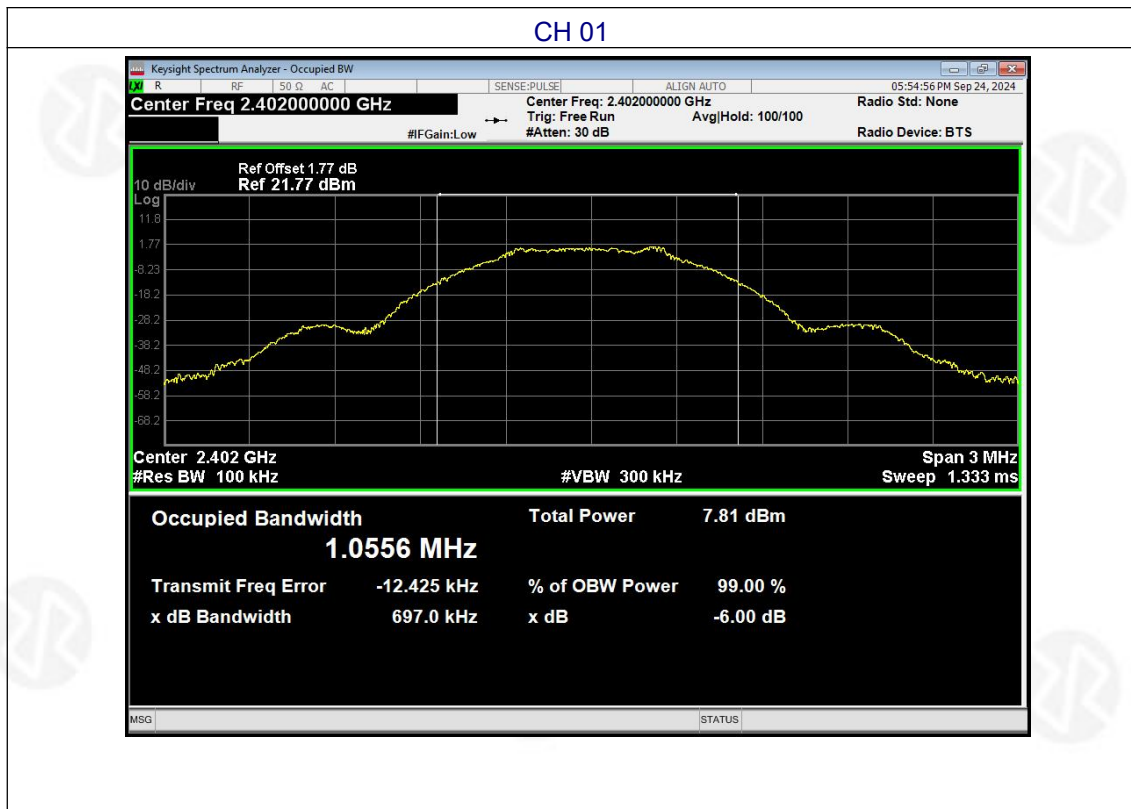 CH 01
Keysight Spectrum Analyzer - Occupied BW
LXI R RF 50 Ω AC SENSE:PULSE ALIGN AUTO 05:54:56 PM Sep 24, 2024
Center Freq 2.402000000 GHz
Center Freq: 2.402000000 GHz
Radio Std: None
Trig: Free Run Avg|Hold: 100/100
#IFGain:Low
#Atten: 30 dB
Radio Device: BTS
Ref Offset 1.77 dB
10 dB/div Ref 21.77 dBm
Log
11.8
1.77
-8.23
-18.2
-28.2
-38.2
-48.2
-58.2
-68.2
Center 2.402 GHz Span 3 MHz
#Res BW 100 kHz #VBW 300 kHz Sweep 1.333 ms
Occupied Bandwidth Total Power 7.81 dBm
1.0556 MHz
Transmit Freq Error -12.425 kHz % of OBW Power 99.00 %
x dB Bandwidth 697.0 kHz x dB -6.00 dB
MSG STATUS